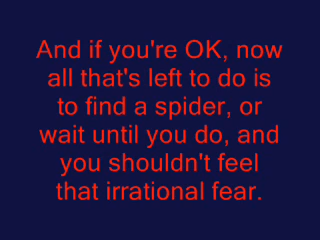 And if you're OK, now
all that's left to do is
to find a spider, or
wait until you do, and
you shouldn't feel
that irrational fear.